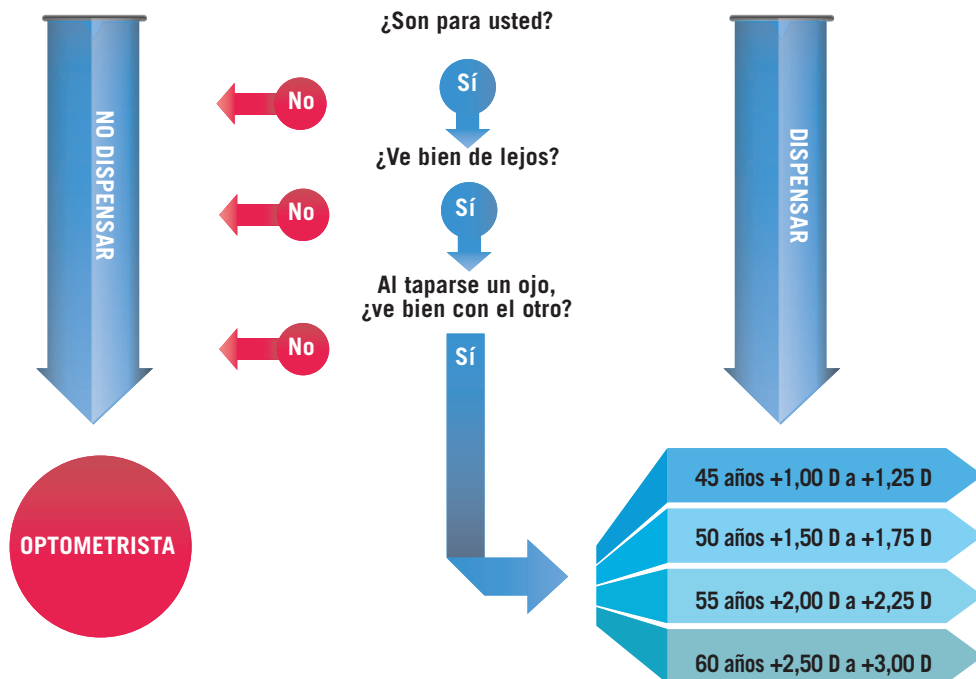 ¿Son para usted?
No
Sí
¿Ve bien de lejos?
No
Sí
Al taparse un ojo,
¿ve bien con el otro?
No
Sí
NO DISPENSAR
DISPENSAR
OPTOMETRISTA
45 años +1,00 D a +1,25 D
50 años +1,50 D a +1,75 D
55 años +2,00 D a +2,25 D
60 años +2,50 D a +3,00 D